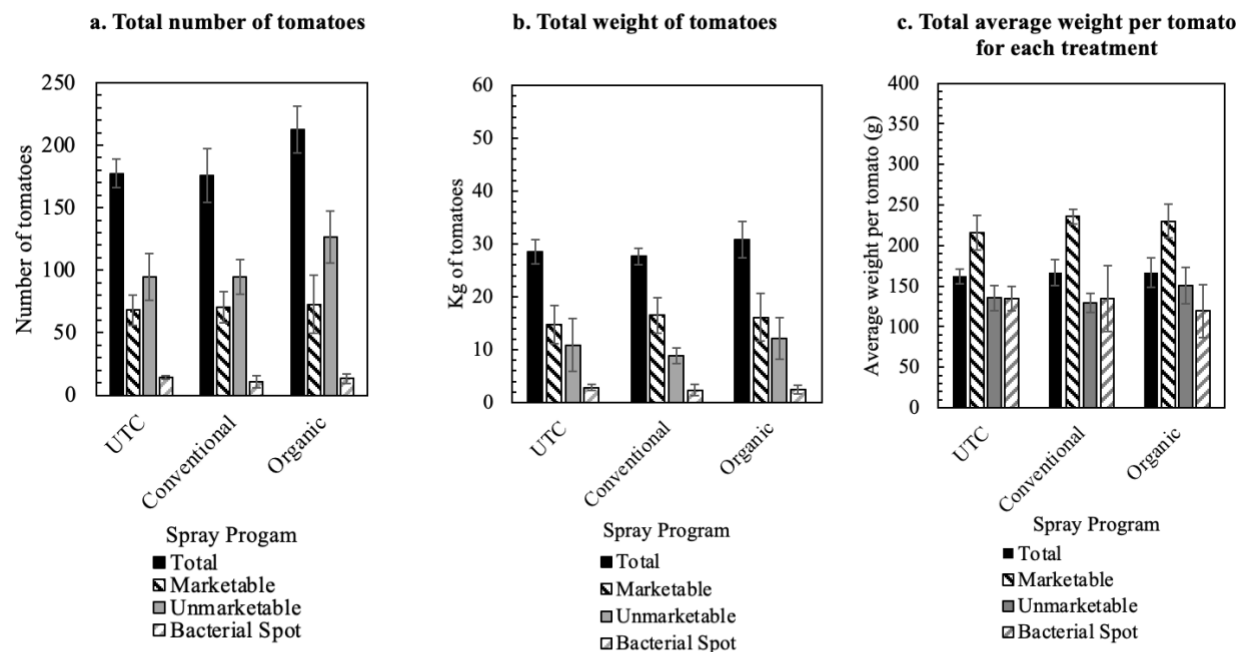 a. Total number of tomatoes
250
200
150
100
50
0
Number of tomatoes
UTC
Conventional
Organic
Spray Progam
Total
Marketable
Unmarketable
Bacterial Spot
b. Total weight of tomatoes
60
50
40
30
20
10
0
Kg of tomatoes
UTC
Conventional
Organic
Spray Program
Total
Marketable
Unmarketable
Bacterial Spot
c. Total average weight per tomato
for each treatment
400
350
300
250
200
150
100
50
0
Average weight per tomato (g)
UTC
Conventional
Organic
Spray Program
Total
Marketable
Unmarketable
Bacterial Spot